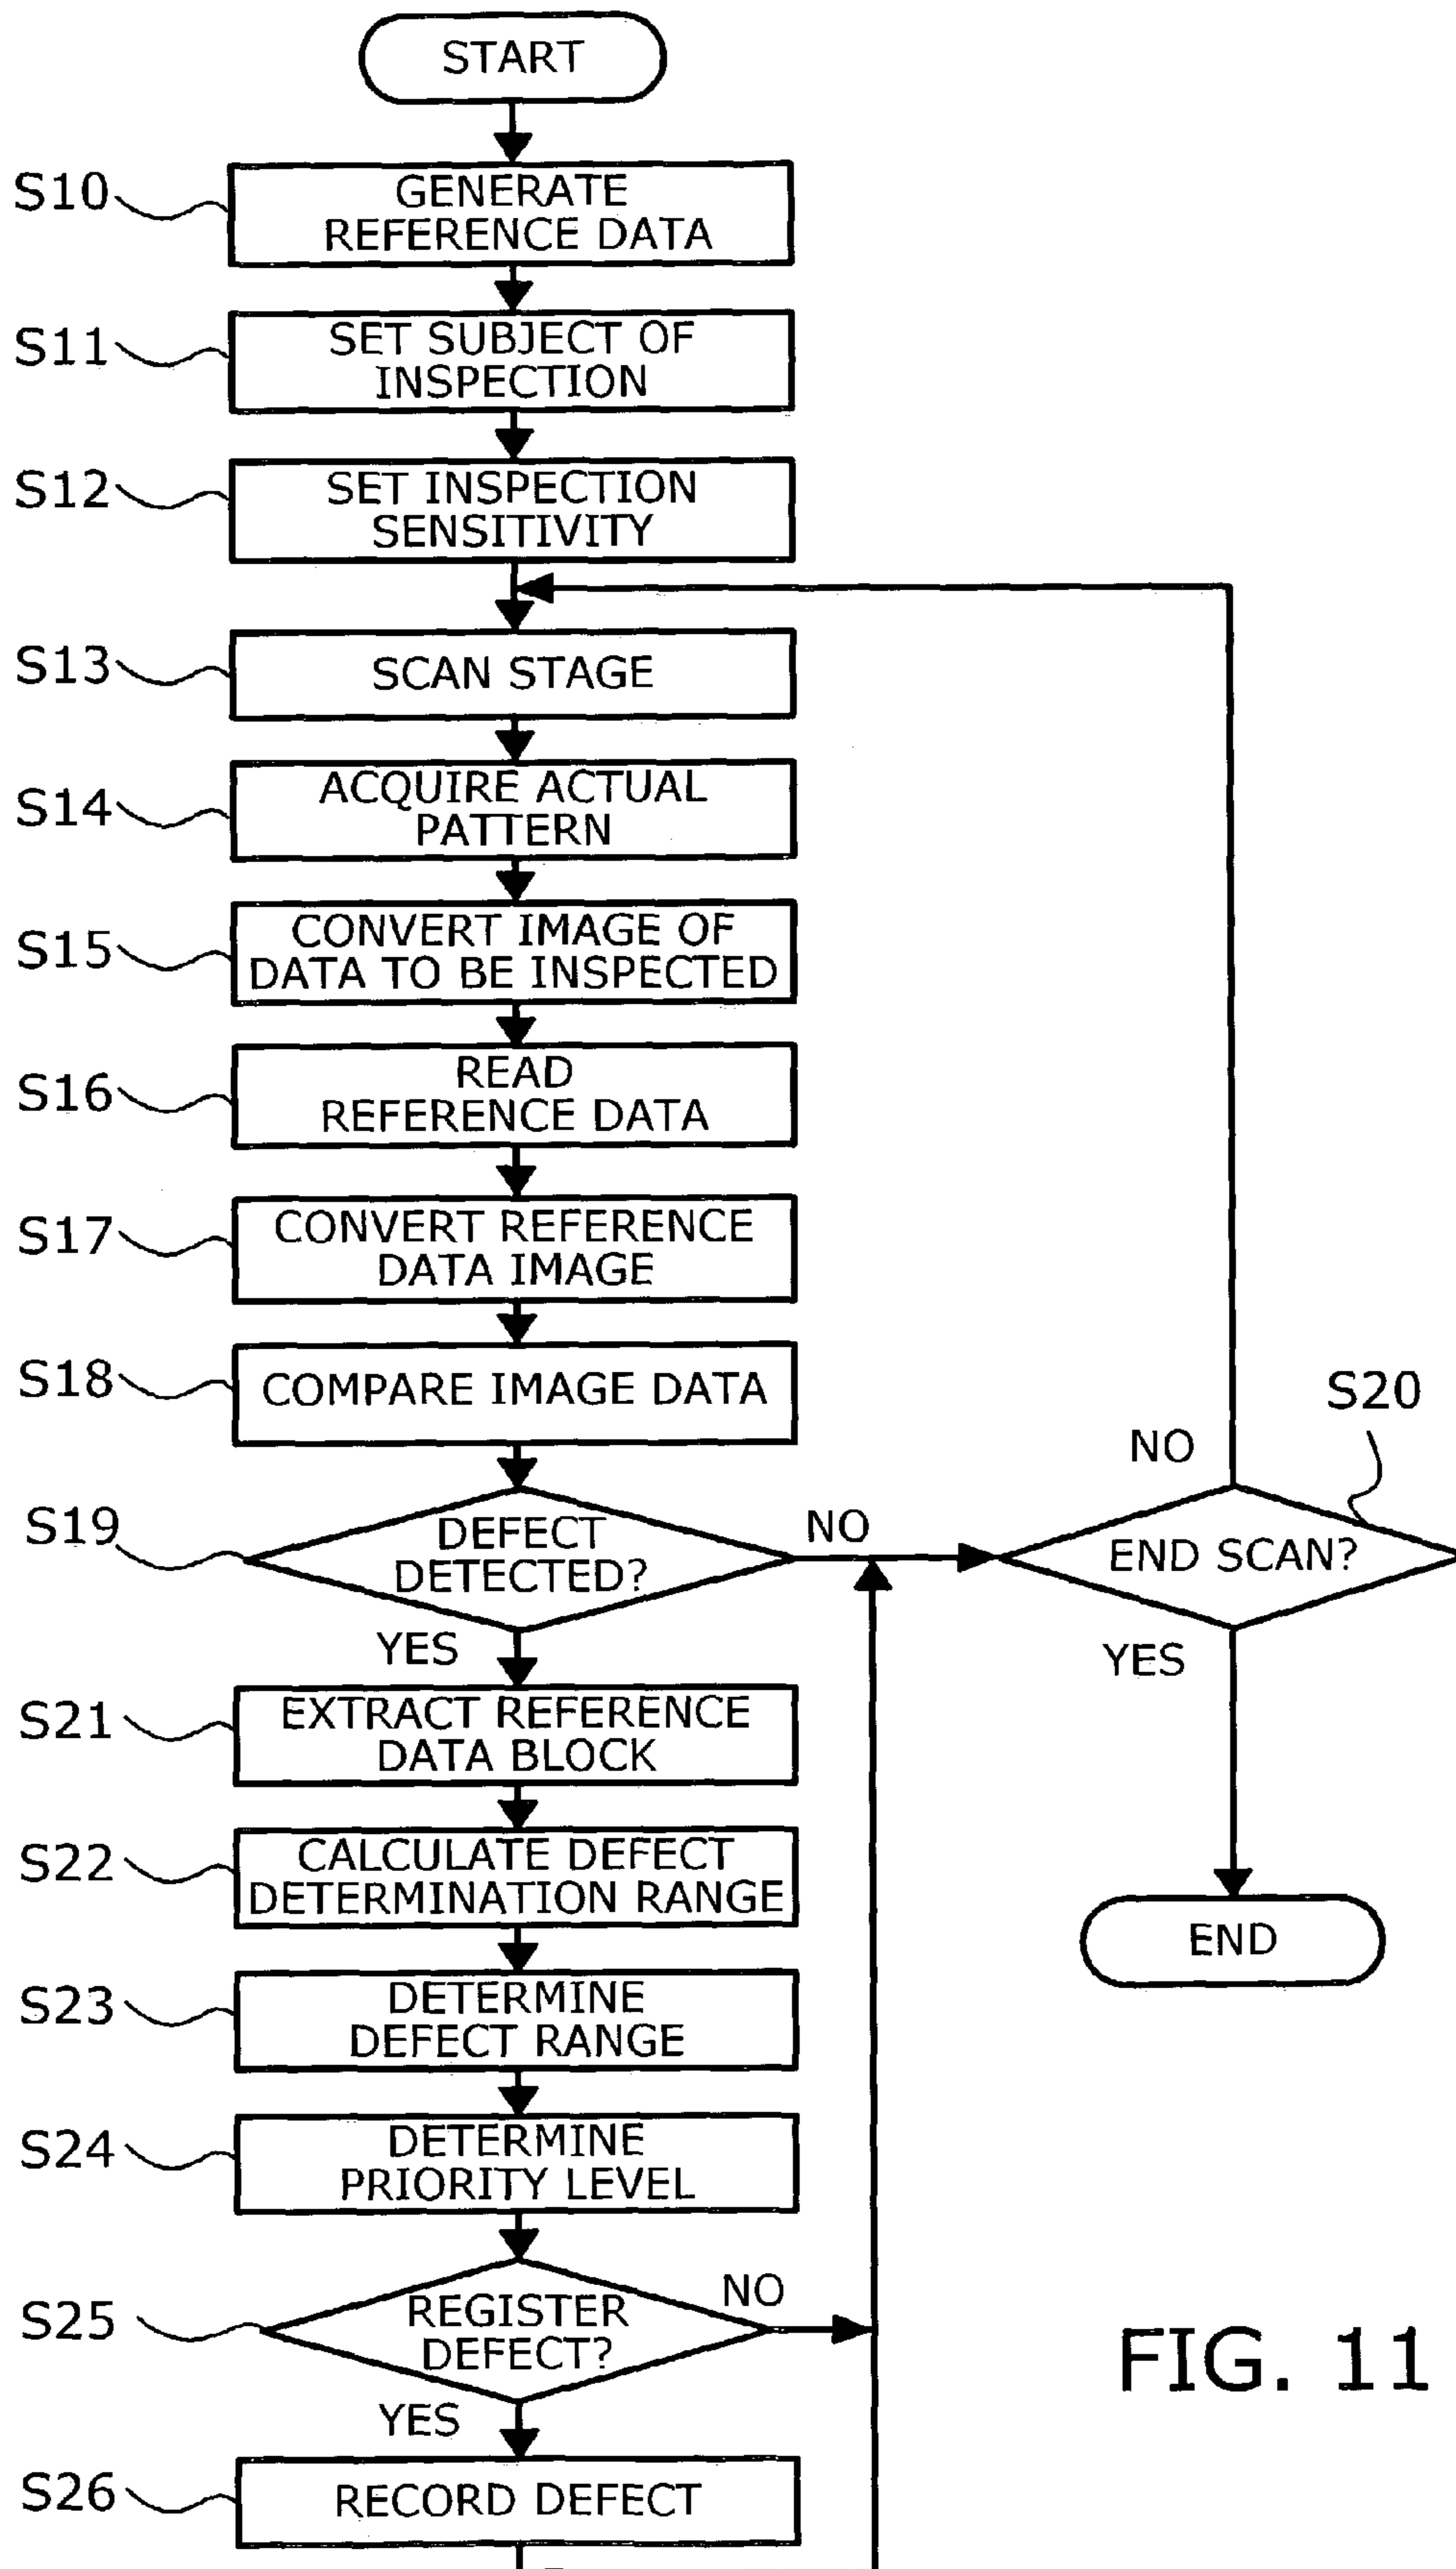 START
S10
GENERATE
REFERENCE DATA
S11
SET SUBJECT OF
INSPECTION
S12
SET INSPECTION
SENSITIVITY
S13
SCAN STAGE
S14
ACQUIRE ACTUAL
PATTERN
S15
CONVERT IMAGE OF
DATA TO BE INSPECTED
S16
READ
REFERENCE DATA
S17
CONVERT REFERENCE
DATA IMAGE
S18
COMPARE IMAGE DATA
S19
DEFECT
DETECTED?
NO
YES
S20
END SCAN?
NO
YES
END
S21
EXTRACT REFERENCE
DATA BLOCK
S22
CALCULATE DEFECT
DETERMINATION RANGE
S23
DETERMINE
DEFECT RANGE
S24
DETERMINE
PRIORITY LEVEL
S25
REGISTER
DEFECT?
NO
YES
S26
RECORD DEFECT
FIG. 11